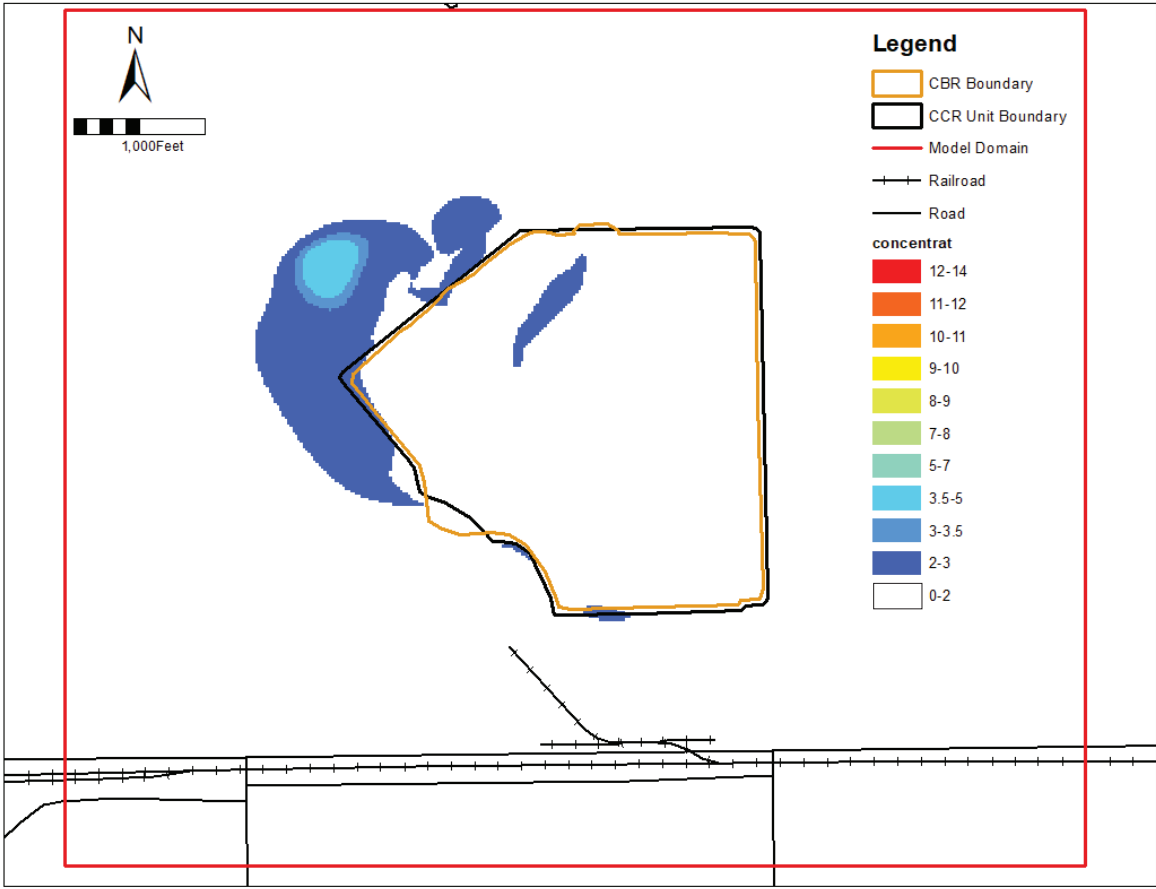 N
1,000Feet
Legend
CBR Boundary
CCR Unit Boundary
Model Domain
Railroad
Road
concentrat
12-14
11-12
10-11
9-10
8-9
7-8
5-7
3.5-5
3-3.5
2-3
0-2